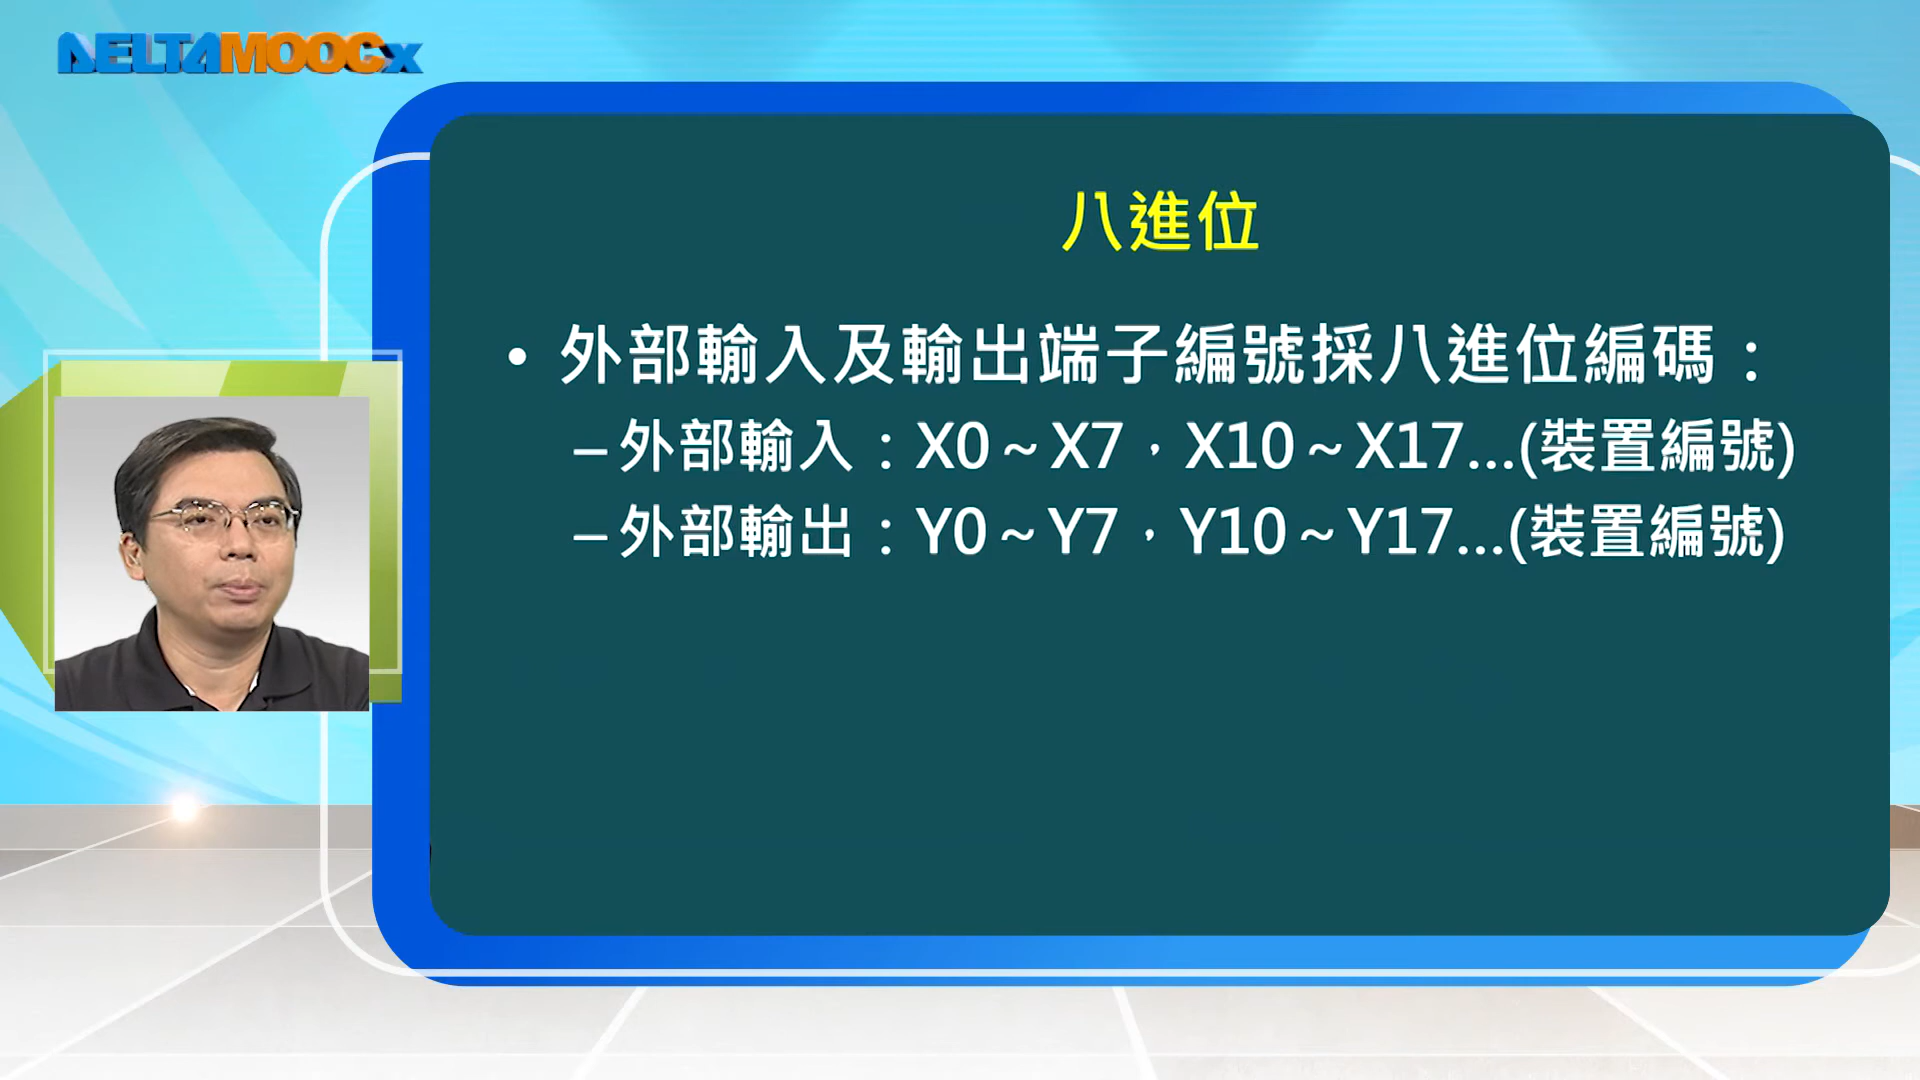 DELTAMOOCx
八進位
• 外部輸入及輸出端子編號採八進位編碼：
– 外部輸入：X0～X7，X10～X17...(裝置編號)
– 外部輸出：Y0～Y7，Y10～Y17...(裝置編號)